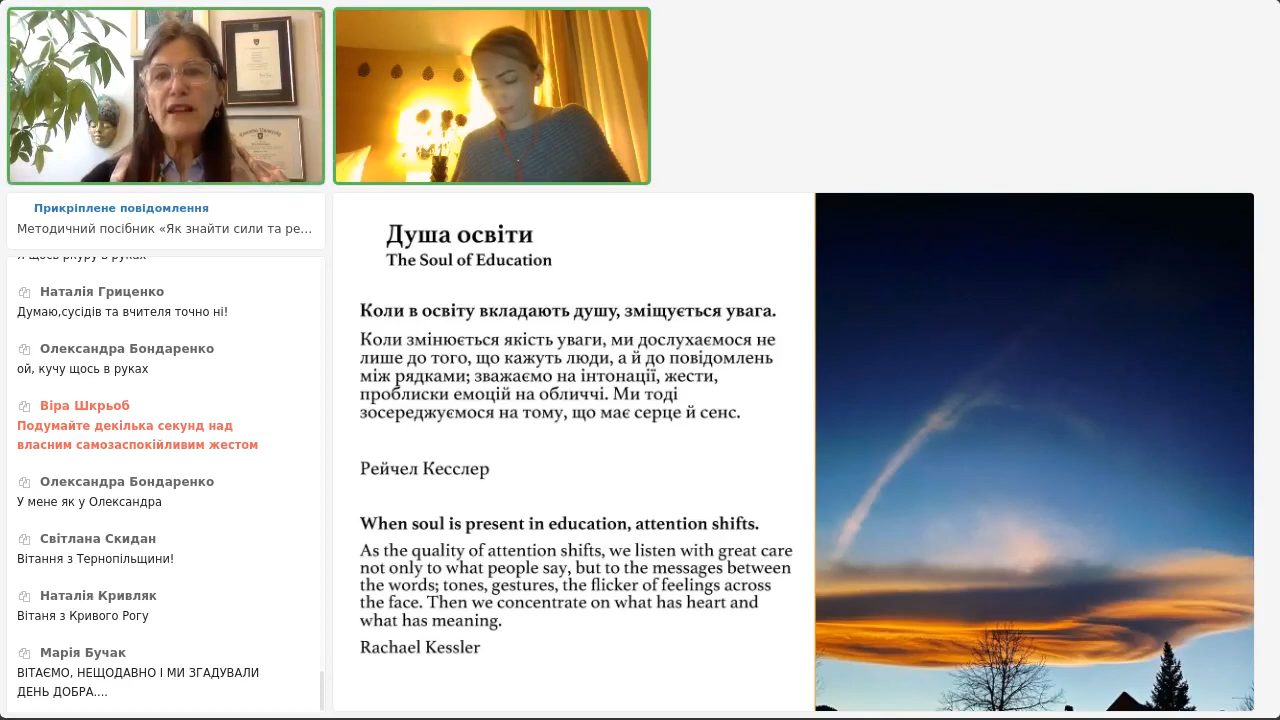 Прикріплене повідомлення
Методичний посібник «Як знайти сили та ре...
Наталія Гриценко
Думаю,сусідів та вчителя точно ні!
Олександра Бондаренко
ой, кучу щось в руках
Віра Шкрьоб
Подумайте декілька секунд над
власним самозаспокійливим жестом
Олександра Бондаренко
У мене як у Олександра
Світлана Скидан
Вітання з Тернопільщини!
Наталія Кривляк
Вітаня з Кривого Рогу
Марія Бучак
ВІТАЄМО, НЕЩОДАВНО І МИ ЗГАДУВАЛИ
ДЕНЬ ДОБРА....
Душа освіти
The Soul of Education
Коли в освіту вкладають душу, зміщується увага.
Коли змінюється якість уваги, ми дослухаємося не
лише до того, що кажуть люди, а й до повідомлень
між рядками; зважаємо на інтонації, жести,
проблиски емоцій на обличчі. Ми тоді
зосереджуємося на тому, що має серце й сенс.
Рейчел Кесслер
When soul is present in education, attention shifts.
As the quality of attention shifts, we listen with great care
not only to what people say, but to the messages between
the words; tones, gestures, the flicker of feelings across
the face. Then we concentrate on what has heart and
what has meaning.
Rachael Kessler